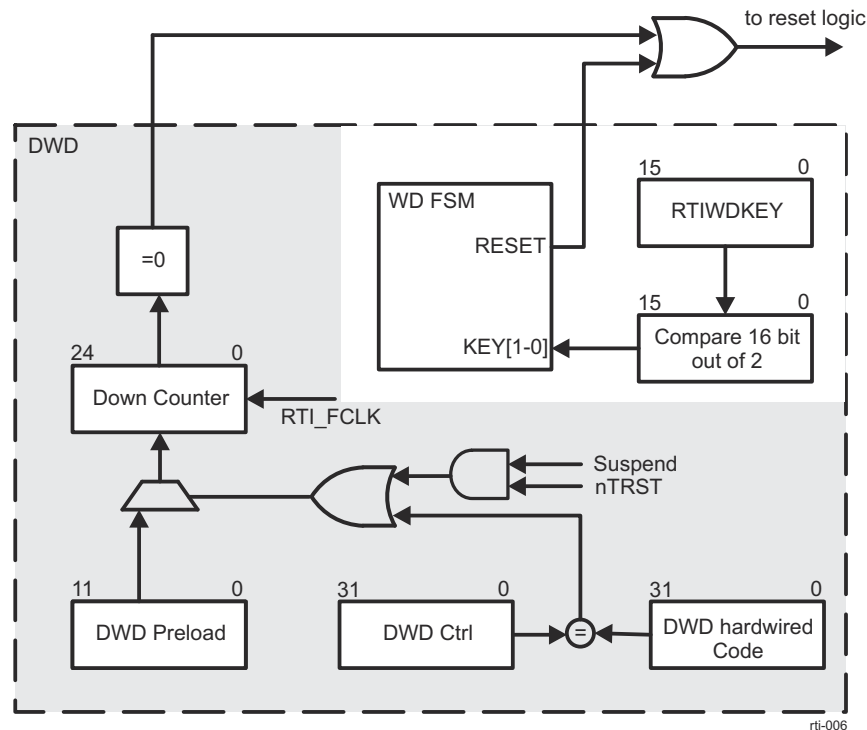 to reset logic
DWD
WD FSM
15 0
RTIWDKEY
RESET
=0
15 0
Compare 16 bit
out of 2
KEY[1-0]
24 0
Down Counter
RTI_FCLK
Suspend
nTRST
11 0
DWD Preload
31 0
DWD Ctrl
=
31 0
DWD hardwired
Code
rti-006